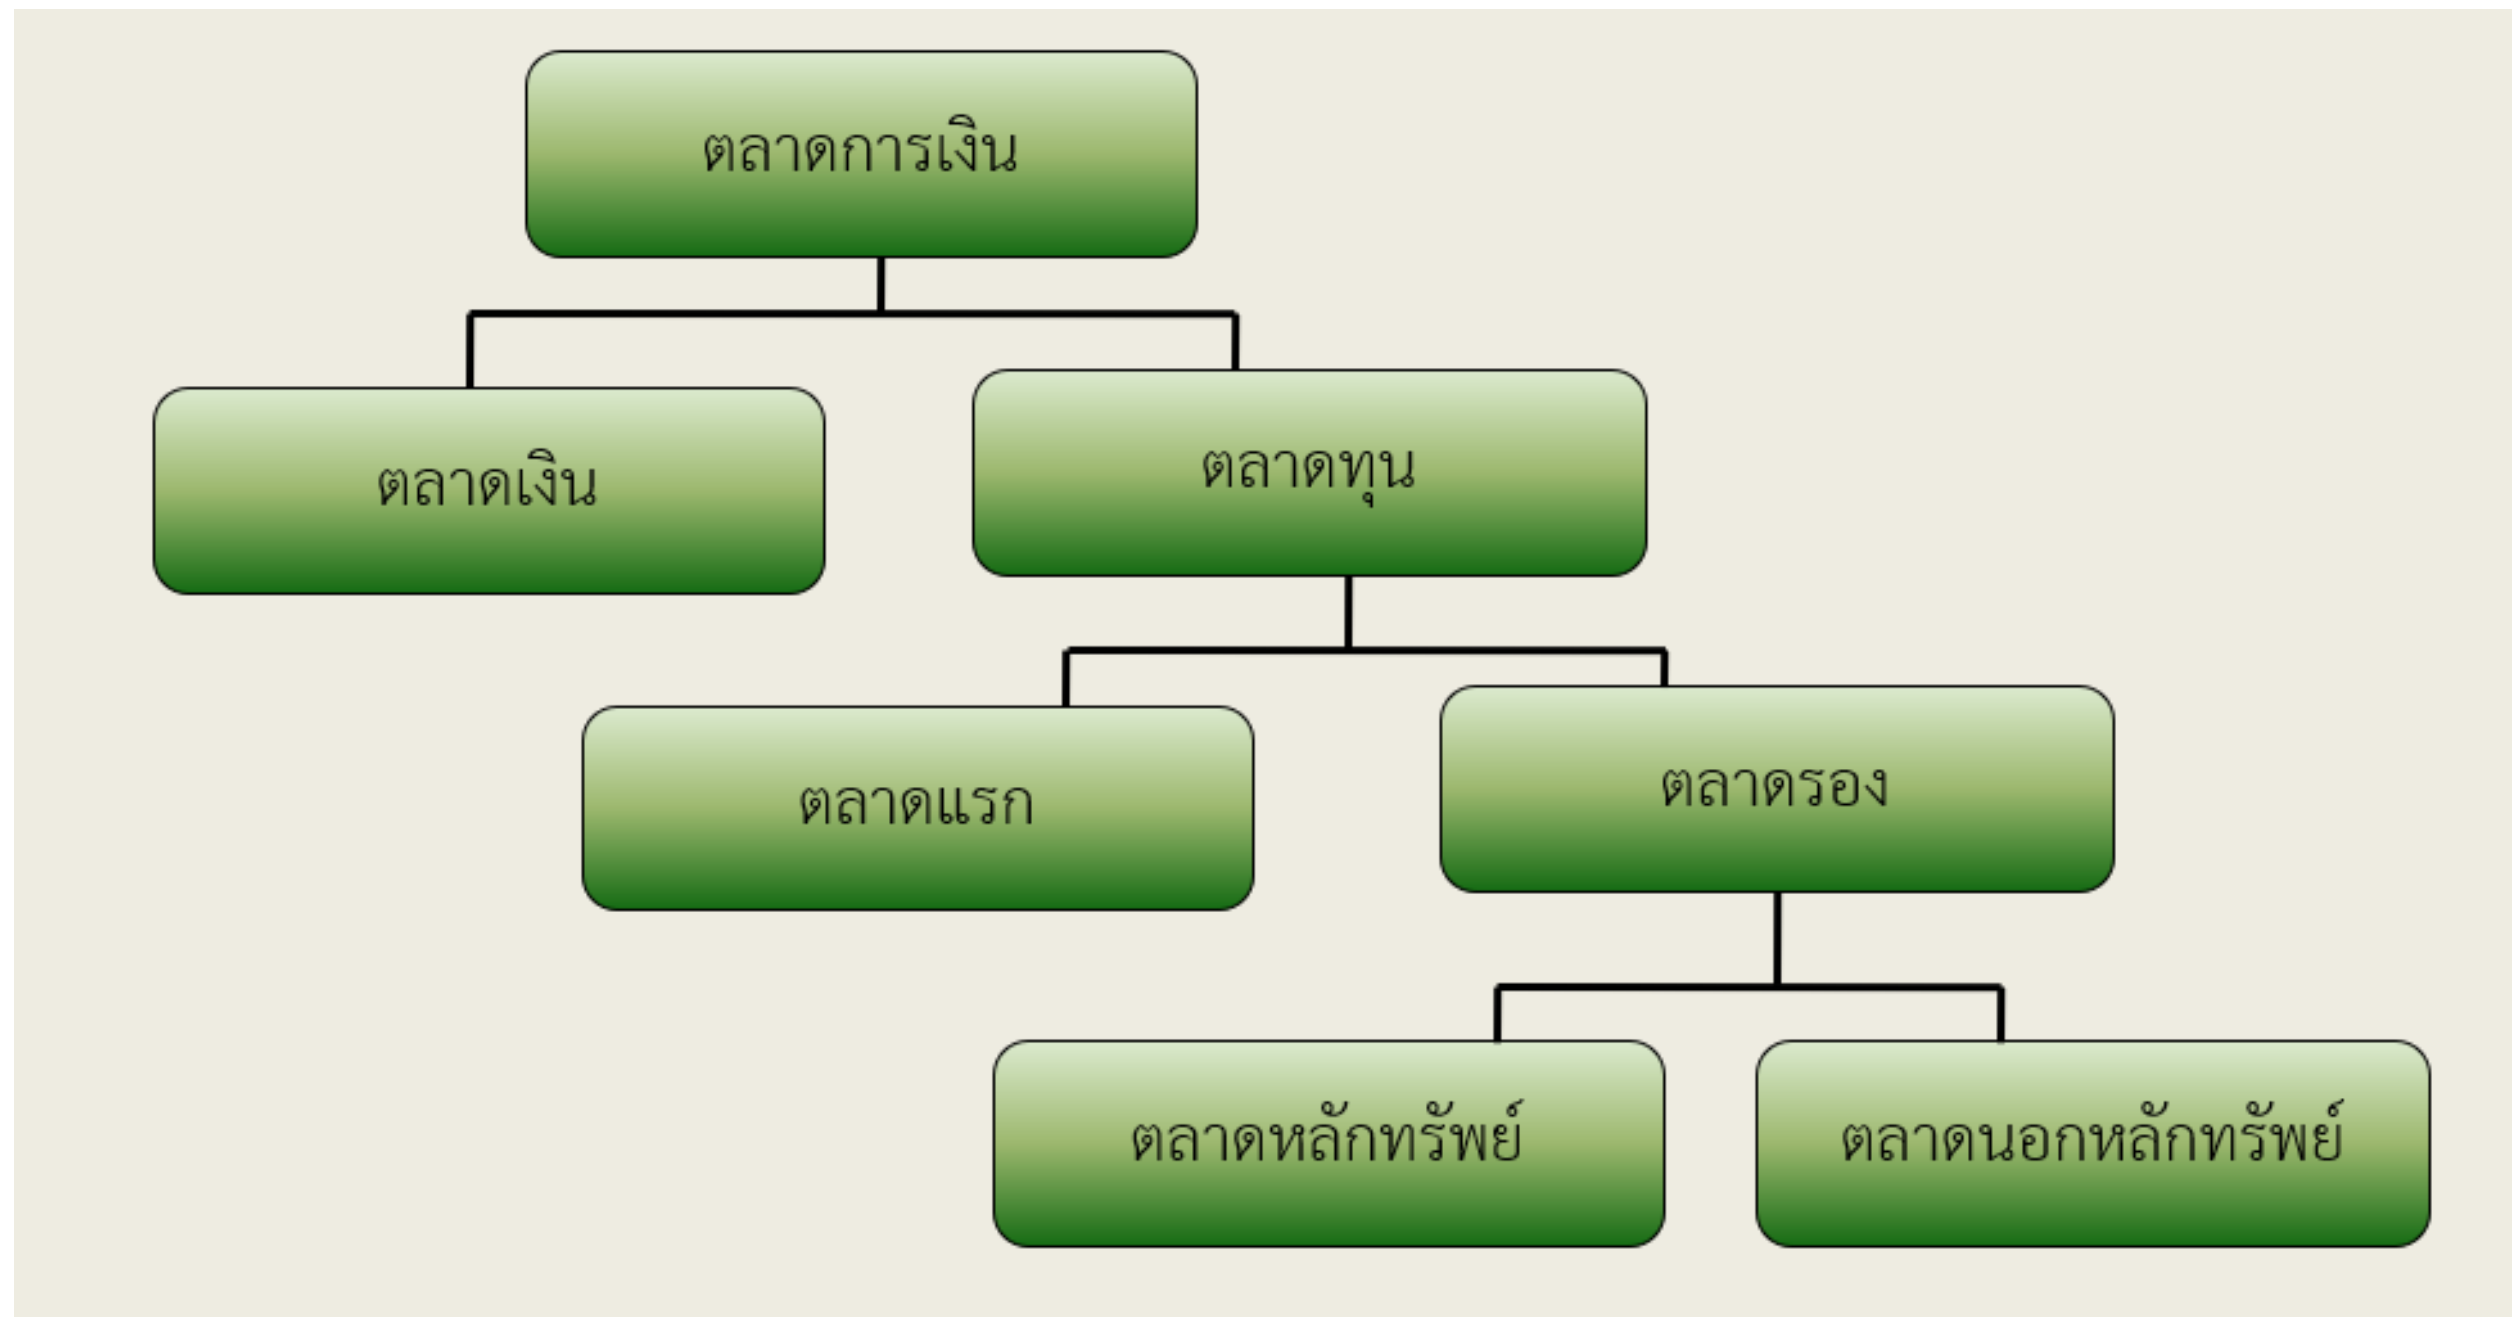 ตลาดการเงิน
ตลาดเงิน
ตลาดทุน
ตลาดแรก
ตลาดรอง
ตลาดหลักทรัพย์
ตลาดนอกหลักทรัพย์